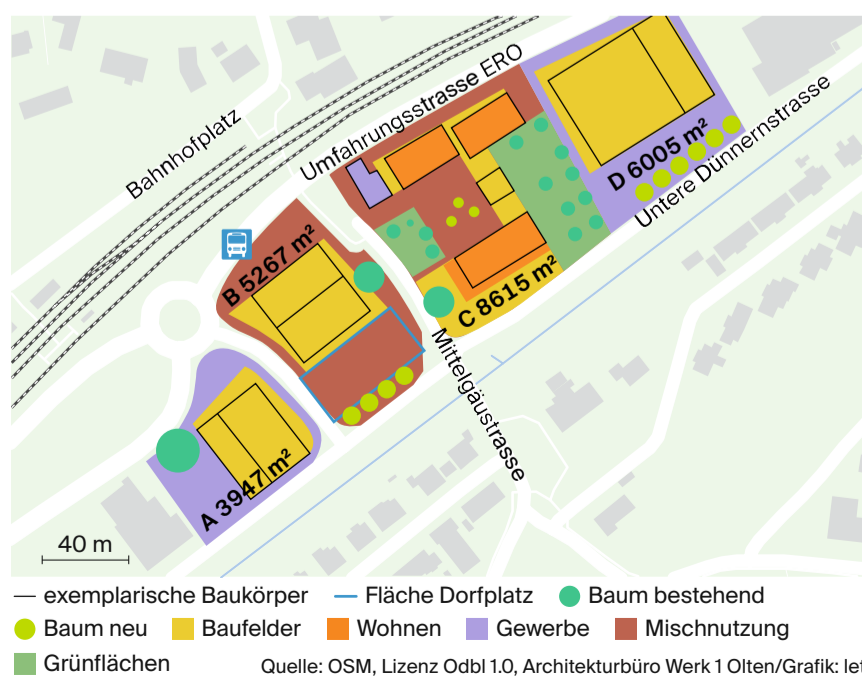 Umfahrungsstrasse ERO
Bahnhofplatz
D 6005 m²
Untere Dünnernstrasse
B 5267 m²
C 8615 m²
Mittelgäustrasse
A 3947 m²
40 m
exemplarische Baukörper Fläche Dorfplatz Baum bestehend
Baum neu Baufelder Wohnen Gewerbe Mischnutzung
Grünflächen Quelle: OSM, Lizenz Odbl 1.0, Architekturbüro Werk 1 Olten/Grafik: let